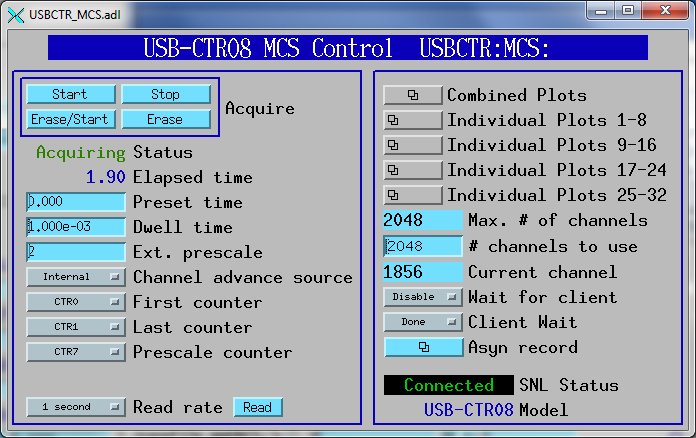 USBCTR_MCS.adl
USB-CTR08 MCS Control USBCTR:MCS:
Start Stop
Erase/Start Erase
Acquire
Acquiring Status
1.90 Elapsed time
0.000 Preset time
1.000e-03 Dwell time
2 Ext. prescale
Internal Channel advance source
CTR0 First counter
CTR1 Last counter
CTR7 Prescale counter
1 second Read rate Read
Combined Plots
Individual Plots 1-8
Individual Plots 9-16
Individual Plots 17-24
Individual Plots 25-32
2048 Max. # of channels
2048 # channels to use
1856 Current channel
Disable Wait for client
Done Client Wait
Asyn record
Connected SNL Status
USB-CTR08 Model